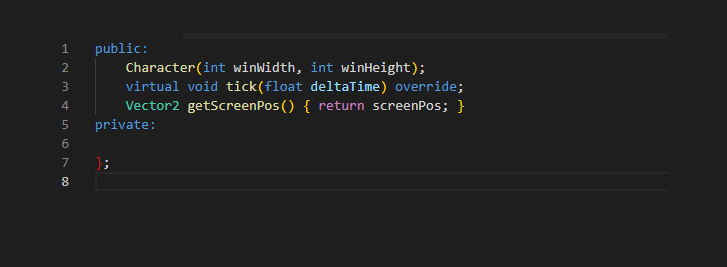 1 public:
2     Character(int winWidth, int winHeight);
3     virtual void tick(float deltaTime) override;
4     Vector2 getScreenPos() { return screenPos; }
5 private:
6
7 };
8